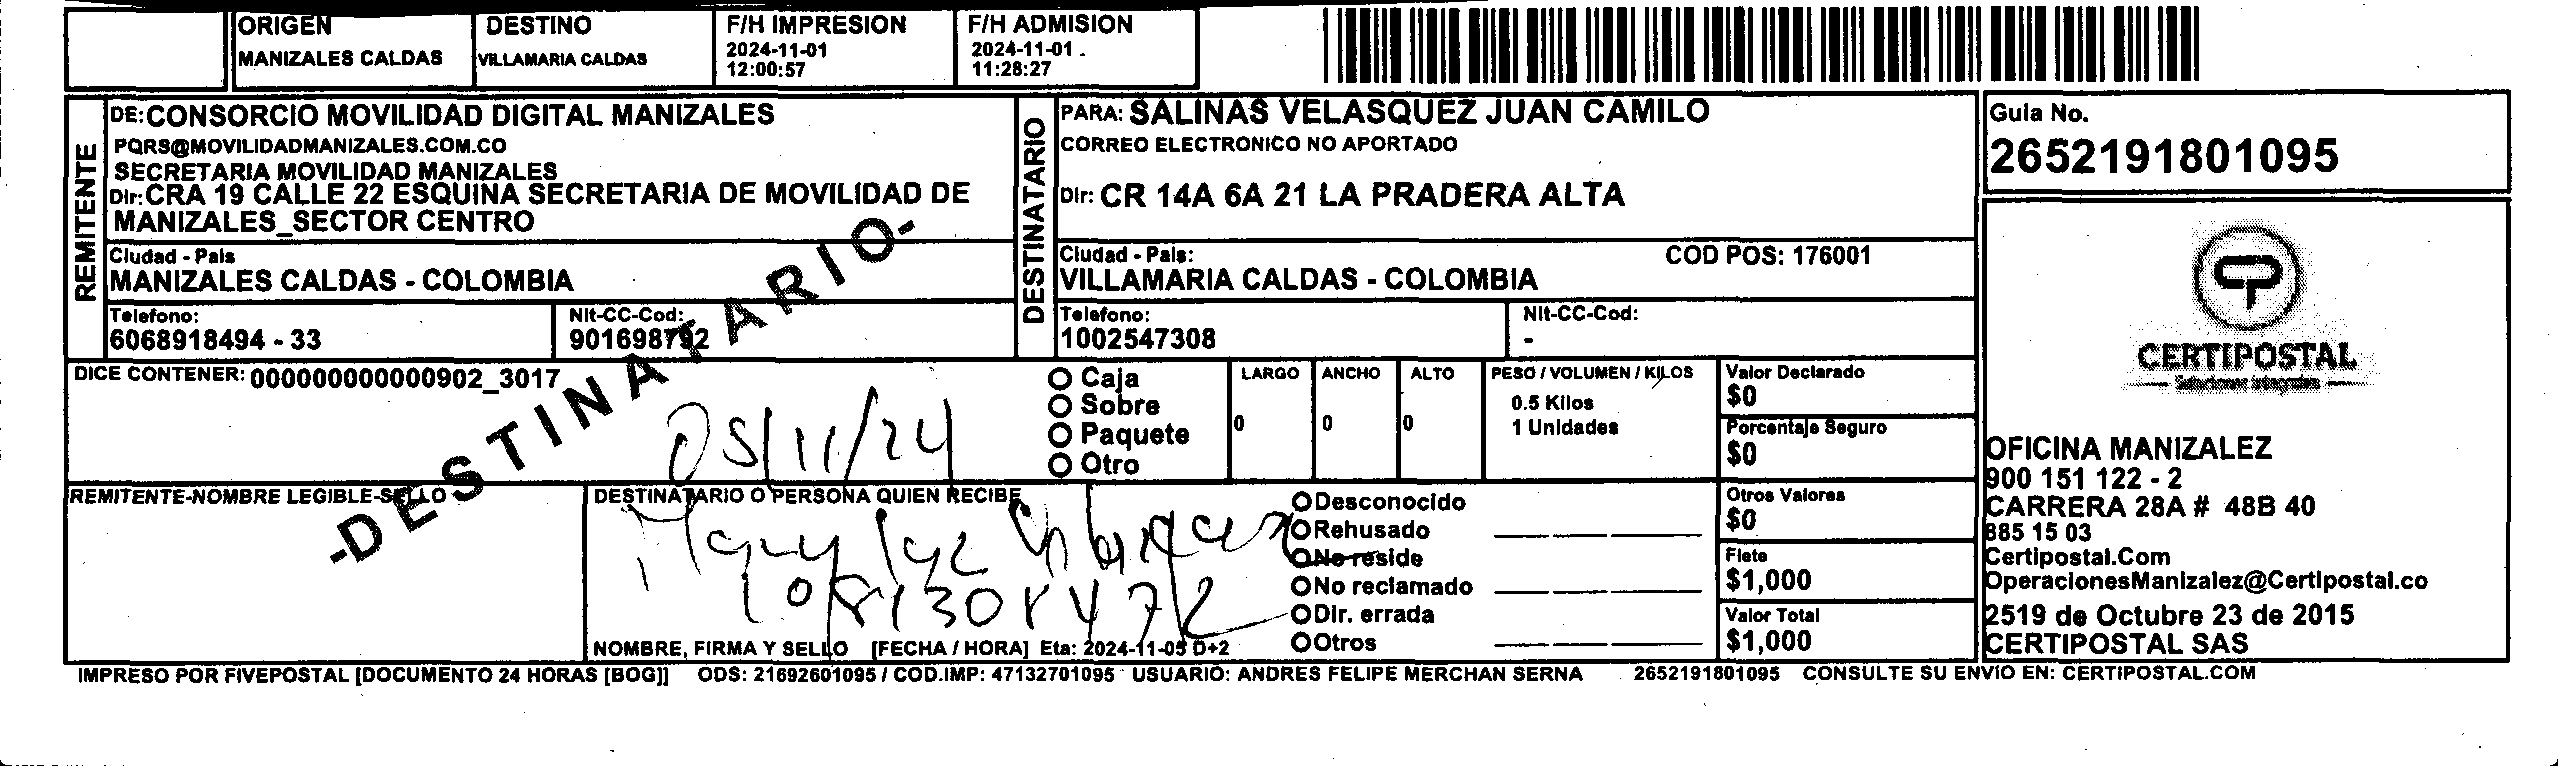 ORIGEN
MANIZALES CALDAS
DESTINO
VILLAMARIA CALDAS
F/H IMPRESION
2024-11-01
12:00:57
F/H ADMISION
2024-11-01
11:28:27
REMITENTE
DE:CONSORCIO MOVILIDAD DIGITAL MANIZALES
PQRS@MOVILIDADMANIZALES.COM.CO
SECRETARIA MOVILIDAD MANIZALES
Dir:CRA 19 CALLE 22 ESQUINA SECRETARIA DE MOVILIDAD DE
MANIZALES_SECTOR CENTRO
Ciudad - Pais
MANIZALES CALDAS - COLOMBIA
Telefono:
6068918494 - 33
Nit-CC-Cod:
901698792
DESTINATARIO
PARA: SALINAS VELASQUEZ JUAN CAMILO
CORREO ELECTRONICO NO APORTADO
Dir: CR 14A 6A 21 LA PRADERA ALTA
Ciudad - Pais:
COD POS: 176001
VILLAMARIA CALDAS - COLOMBIA
Telefono:
1002547308
Nit-CC-Cod:
-
Guia No.
2652191801095
CERTIPOSTAL
Soluciones Integrales
OFICINA MANIZALEZ
900 151 122 - 2
CARRERA 28A # 48B 40
885 15 03
Certipostal.Com
OperacionesManizalez@Certipostal.co
2519 de Octubre 23 de 2015
CERTIPOSTAL SAS
DICE CONTENER: 000000000000902_3017
-DESTINATARIO-
05/11/24
Caja
Sobre
Paquete
Otro
LARGO
0
ANCHO
0
ALTO
0
PESO / VOLUMEN / KILOS
0.5 Kilos
1 Unidades
Valor Declarado
$0
Porcentaje Seguro
$0
Otros Valores
$0
Flete
$1,000
Valor Total
$1,000
REMITENTE-NOMBRE LEGIBLE-SELLO
DESTINATARIO O PERSONA QUIEN RECIBE
NOMBRE, FIRMA Y SELLO [FECHA / HORA] Eta: 2024-11-05 D+2
Desconocido
Rehusado
No reside
No reclamado
Dir. errada
Otros
IMPRESO POR FIVEPOSTAL [DOCUMENTO 24 HORAS [BOG]] ODS: 21692601095 / COD.IMP: 47132701095 USUARIO: ANDRES FELIPE MERCHAN SERNA 2652191801095 CONSULTE SU ENVIO EN: CERTIPOSTAL.COM